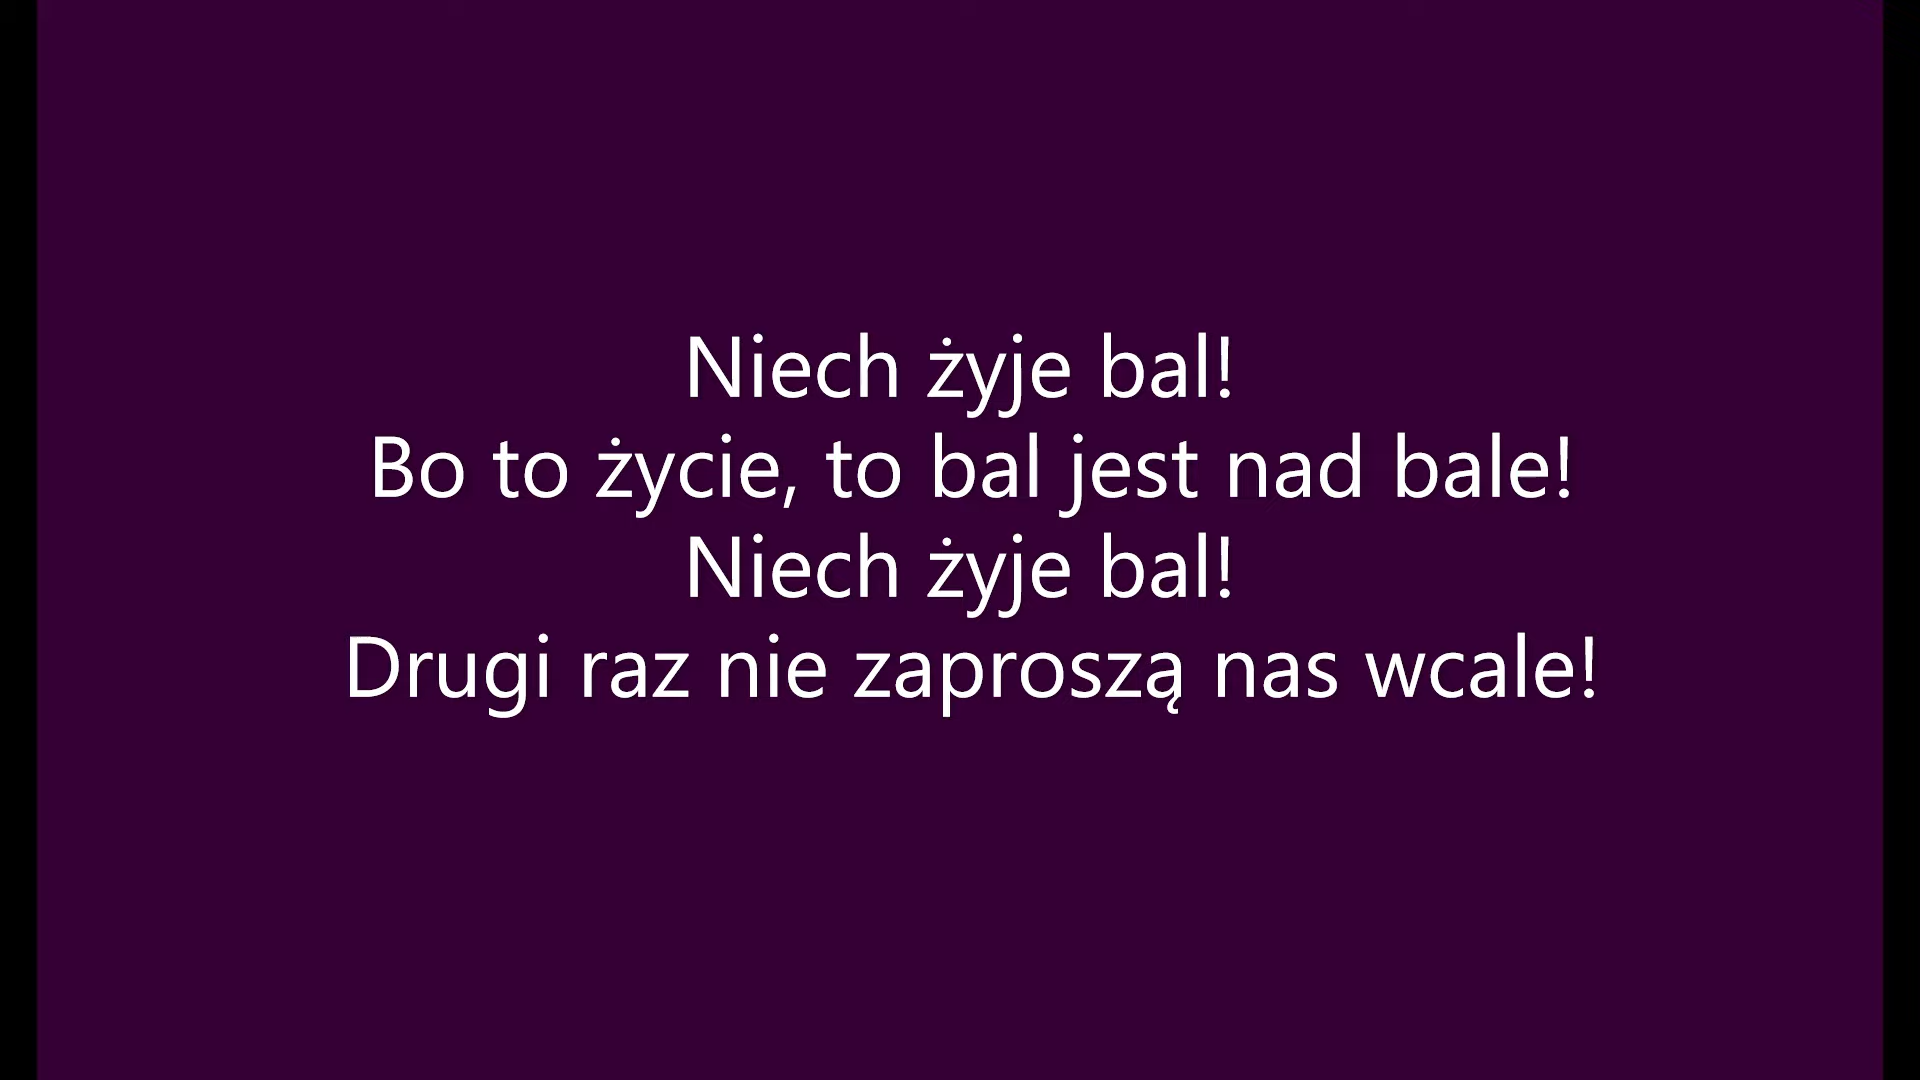 Niech żyje bal!
Bo to życie, to bal jest nad bale!
Niech żyje bal!
Drugi raz nie zaproszą nas wcale!